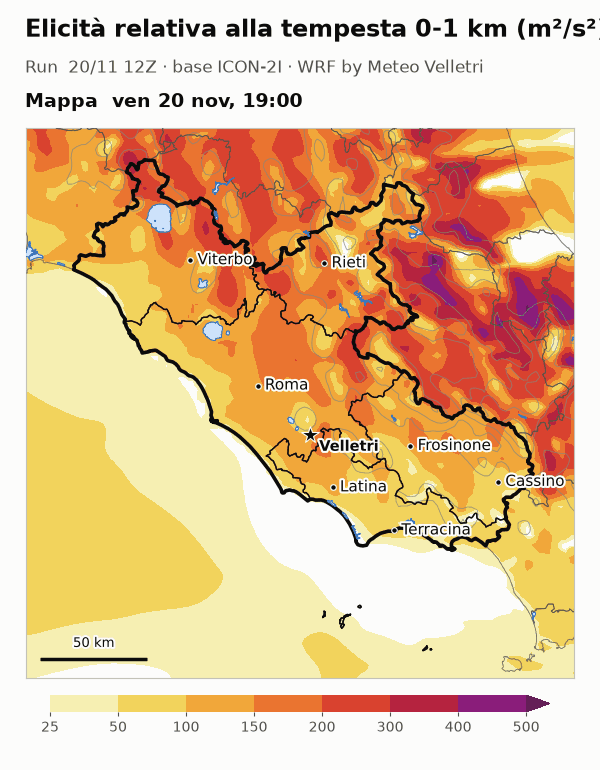 Elicità relativa alla tempesta 0-1 km (m²/s²)
Run  20/11 12Z · base ICON-2I · WRF by Meteo Velletri
Mappa  ven 20 nov, 19:00
Viterbo
Rieti
Roma
Velletri
Frosinone
Cassino
Latina
Terracina
50 km
25 50 100 150 200 300 400 500